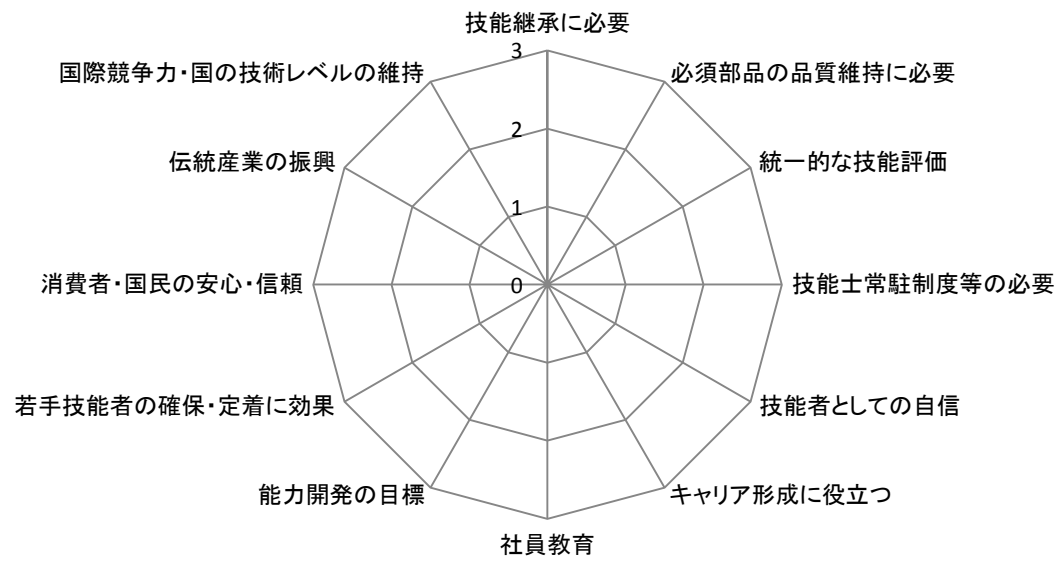 技能継承に必要
必須部品の品質維持に必要
統一的な技能評価
技能士常駐制度等の必要
技能者としての自信
キャリア形成に役立つ
社員教育
能力開発の目標
若手技能者の確保・定着に効果
消費者・国民の安心・信頼
伝統産業の振興
国際競争力・国の技術レベルの維持
3
2
1
0